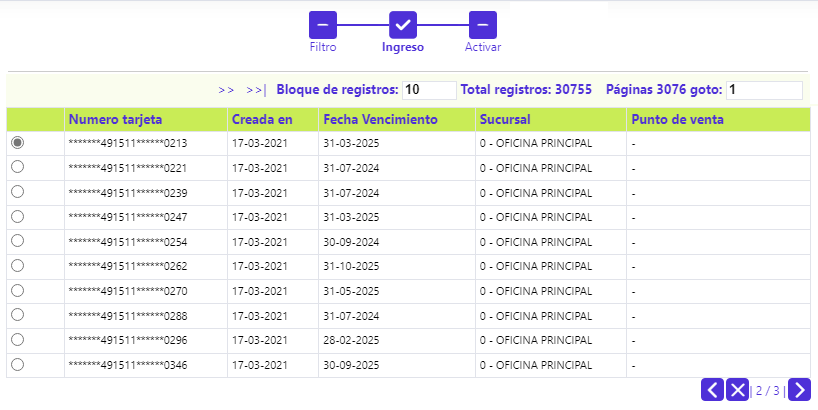 Filtro Ingreso Activar
>> >>| Bloque de registros: 10 Total registros: 30755 Páginas 3076 goto: 1
Numero tarjeta Creada en Fecha Vencimiento Sucursal Punto de venta
*******491511******0213 17-03-2021 31-03-2025 0 - OFICINA PRINCIPAL -
*******491511******0221 17-03-2021 31-07-2024 0 - OFICINA PRINCIPAL -
*******491511******0239 17-03-2021 31-07-2024 0 - OFICINA PRINCIPAL -
*******491511******0247 17-03-2021 31-03-2025 0 - OFICINA PRINCIPAL -
*******491511******0254 17-03-2021 30-09-2024 0 - OFICINA PRINCIPAL -
*******491511******0262 17-03-2021 31-10-2025 0 - OFICINA PRINCIPAL -
*******491511******0270 17-03-2021 31-05-2025 0 - OFICINA PRINCIPAL -
*******491511******0288 17-03-2021 31-07-2024 0 - OFICINA PRINCIPAL -
*******491511******0296 17-03-2021 28-02-2025 0 - OFICINA PRINCIPAL -
*******491511******0346 17-03-2021 30-09-2025 0 - OFICINA PRINCIPAL -
| 2 / 3 |